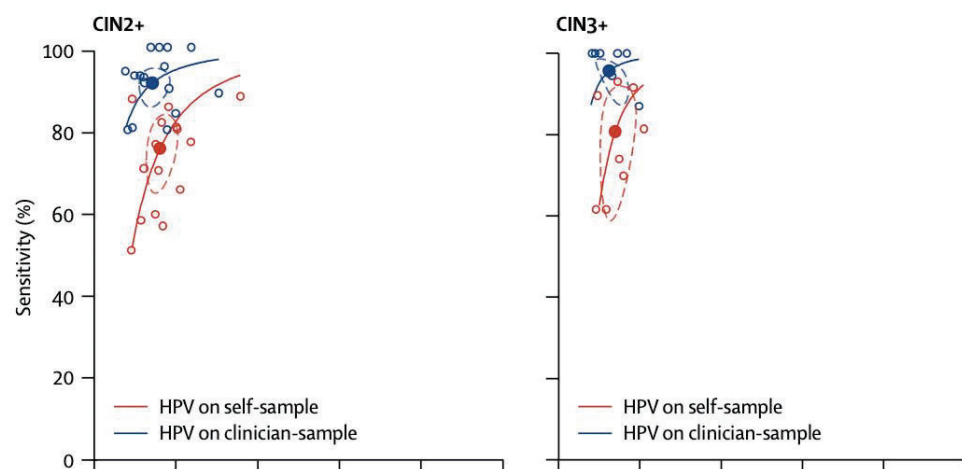 CIN2+
CIN3+
100
80
60
40
20
0
Sensitivity (%)
HPV on self-sample
HPV on clinician-sample
HPV on self-sample
HPV on clinician-sample